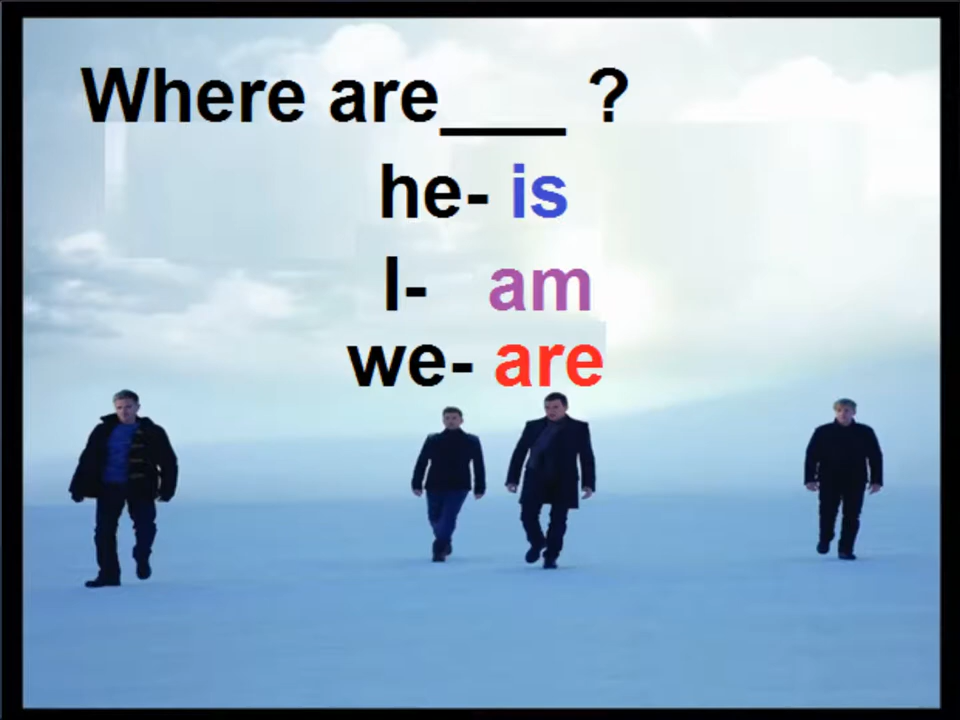 Where are___ ?
he- is
I- am
we- are